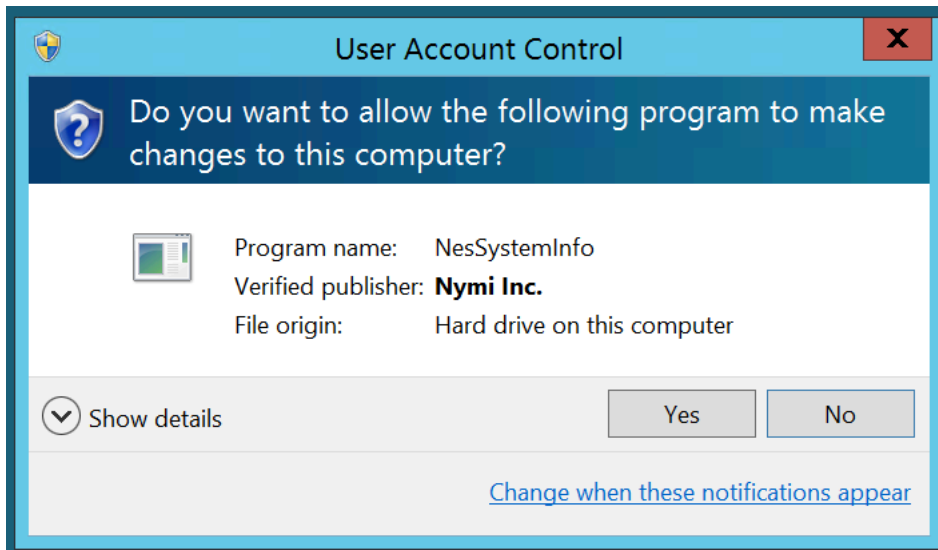 User Account Control
X
Do you want to allow the following program to make
changes to this computer?
Program name: NesSystemInfo
Verified publisher: Nymi Inc.
File origin: Hard drive on this computer
Show details
Yes
No
Change when these notifications appear